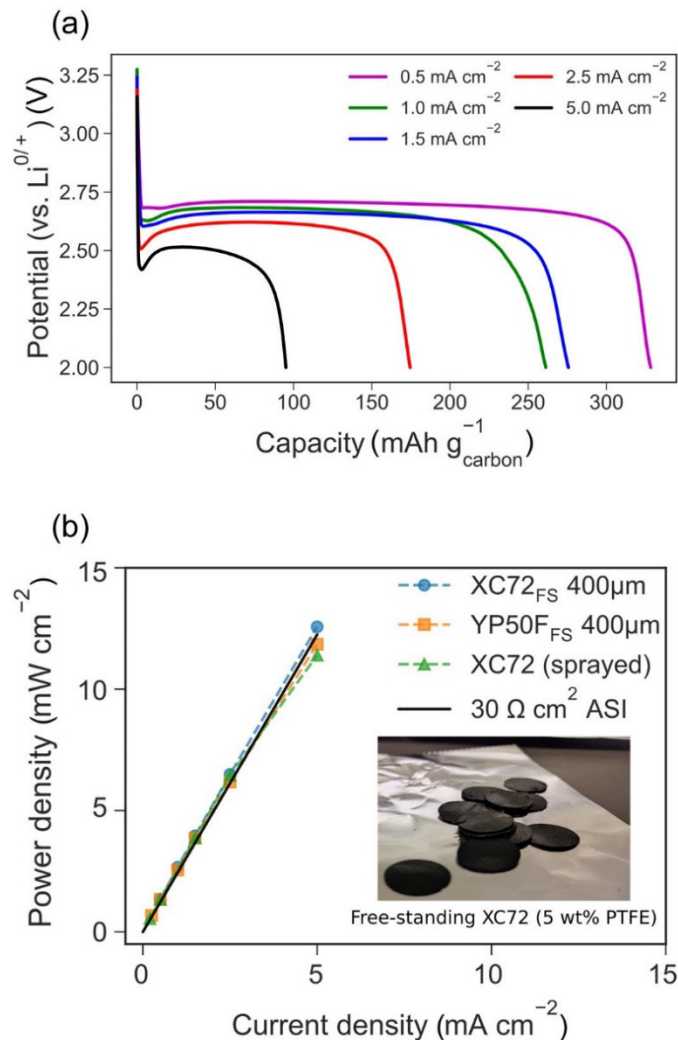 (a)
3.25
3.00
2.75
2.50
2.25
2.00
Potential (vs. Li⁰ᐟ⁺) (V)
0.5 mA cm⁻²
1.0 mA cm⁻²
1.5 mA cm⁻²
2.5 mA cm⁻²
5.0 mA cm⁻²
0 50 100 150 200 250 300
Capacity (mAh g⁻¹carbon)
(b)
15
10
5
0
Power density (mW cm⁻²)
XC72FS 400μm
YP50FFS 400μm
XC72 (sprayed)
30 Ω cm² ASI
Free-standing XC72 (5 wt% PTFE)
0 5 10 15
Current density (mA cm⁻²)